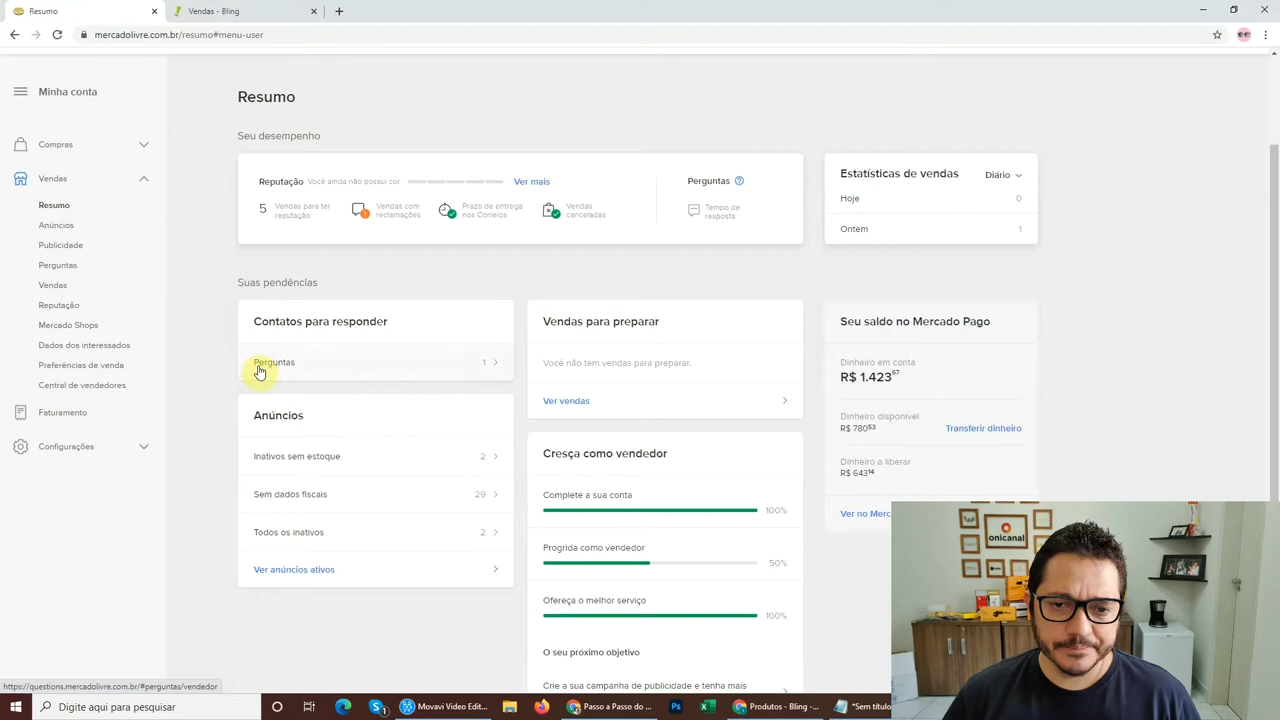 Resumo
Vendas - Bling
mercadolivre.com.br/resumo#menu-user
Minha conta
Compras
Vendas
Resumo
Anúncios
Publicidade
Perguntas
Vendas
Reputação
Mercado Shops
Dados dos interessados
Preferências de venda
Central de vendedores
Faturamento
Configurações
Resumo
Seu desempenho
Reputação Você ainda não possui cor Ver mais
5 Vendas para ter reputação
Vendas com reclamações
Prazo de entrega nos Correios
Vendas canceladas
Perguntas
Tempo de resposta
Estatísticas de vendas Diário
Hoje 0
Ontem 1
Suas pendências
Contatos para responder
Perguntas 1
Anúncios
Inativos sem estoque 2
Sem dados fiscais 29
Todos os inativos 2
Ver anúncios ativos
Vendas para preparar
Você não tem vendas para preparar.
Ver vendas
Cresça como vendedor
Complete a sua conta
100%
Progrida como vendedor
50%
Ofereça o melhor serviço
100%
O seu próximo objetivo
Crie a sua campanha de publicidade e tenha mais
Seu saldo no Mercado Pago
Dinheiro em conta
R$ 1.423⁶⁷
Dinheiro disponível
R$ 780⁵³ Transferir dinheiro
Dinheiro a liberar
R$ 643¹⁴
Ver no Merc
onicanal
https://questions.mercadolivre.com.br/#perguntas/vendedor
Digite aqui para pesquisar
Movavi Video Edit...
Passo a Passo do ...
Produtos - Bling -...
*Sem título